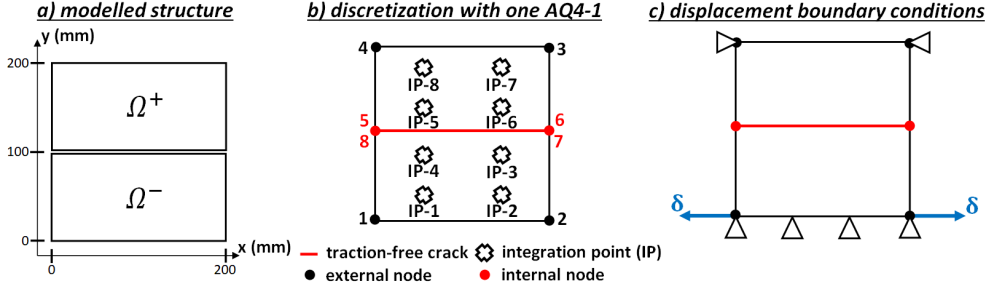 a) modelled structure
y (mm)
200
Ω⁺
100
Ω⁻
0
x (mm)
0
200
b) discretization with one AQ4-1
4
3
IP-8
IP-7
5
IP-5
IP-6
6
8
7
IP-4
IP-3
1
IP-1
IP-2
2
traction-free crack
integration point (IP)
external node
internal node
c) displacement boundary conditions
δ
δ